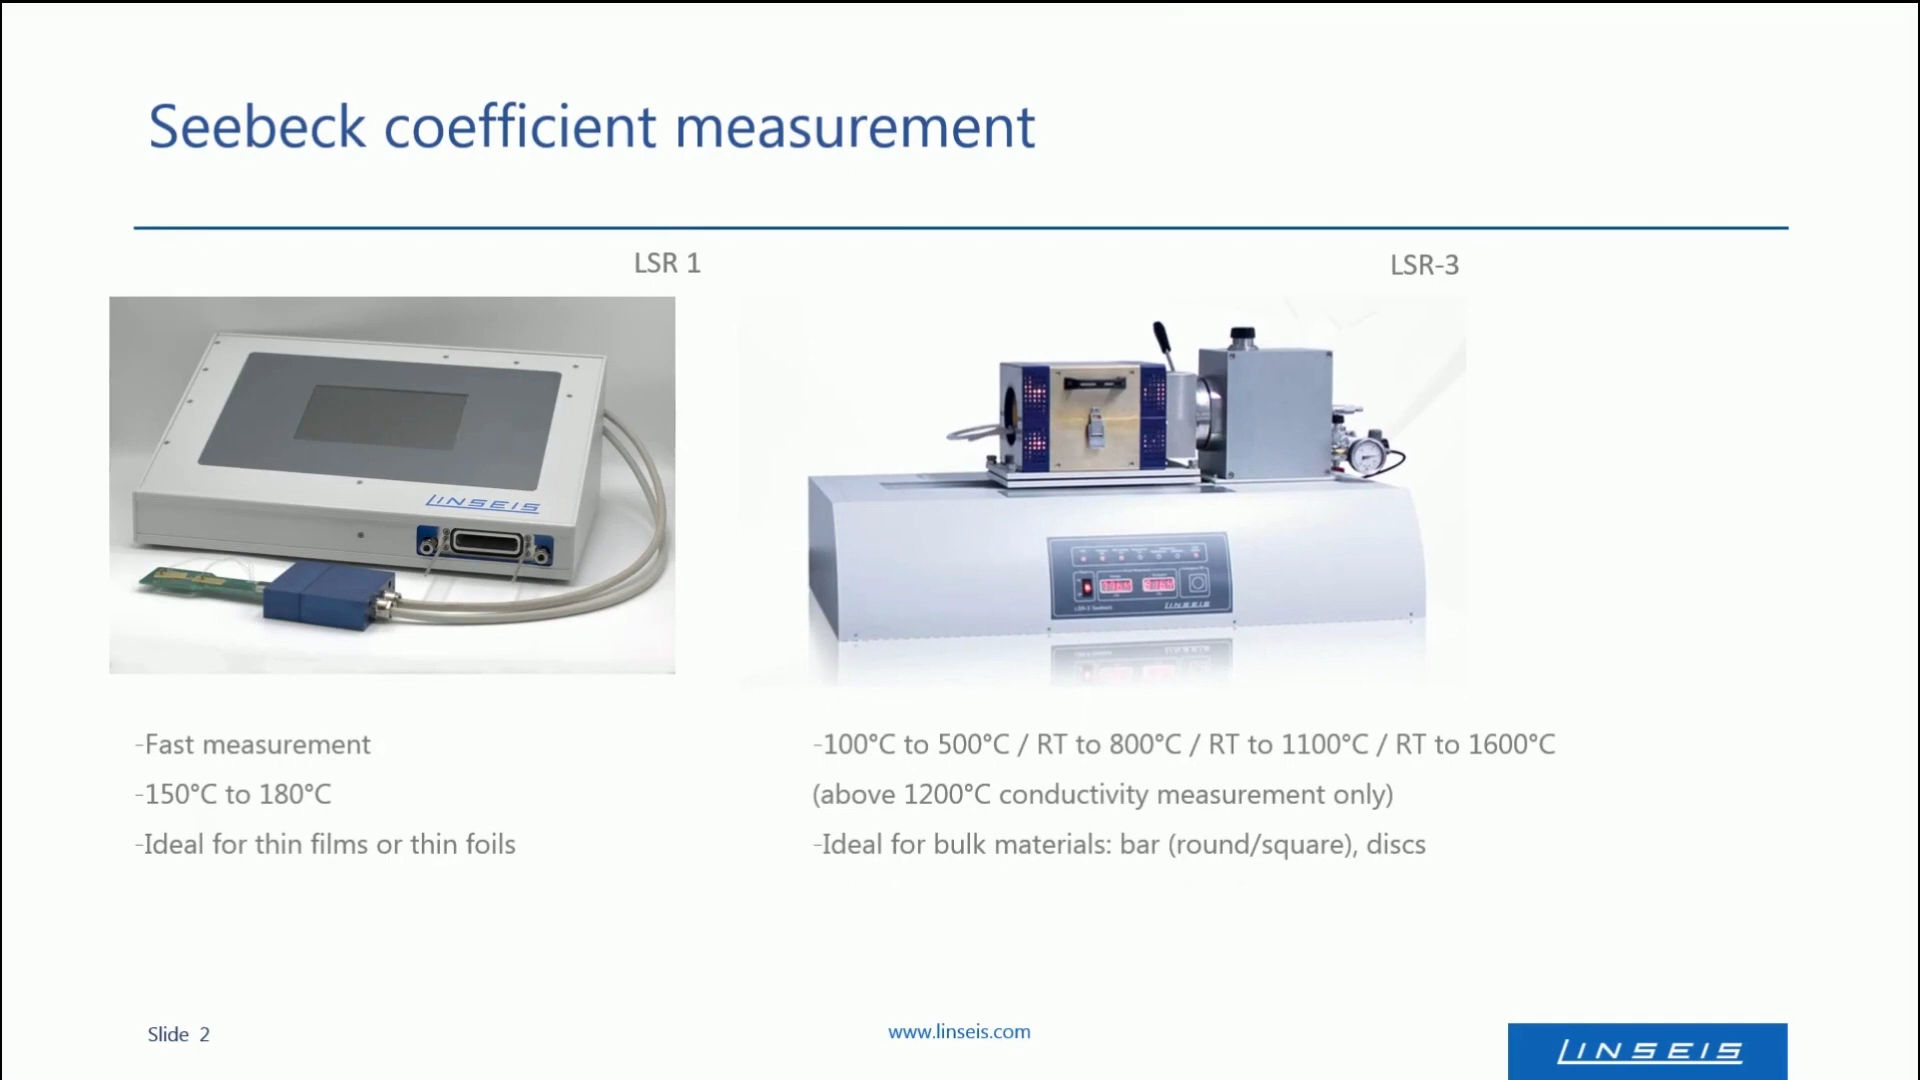 Seebeck coefficient measurement
LSR 1
LSR-3
LINSEIS
LINSEIS
-Fast measurement
-150°C to 180°C
-Ideal for thin films or thin foils
-100°C to 500°C / RT to 800°C / RT to 1100°C / RT to 1600°C
(above 1200°C conductivity measurement only)
-Ideal for bulk materials: bar (round/square), discs
Slide 2
www.linseis.com
LINSEIS